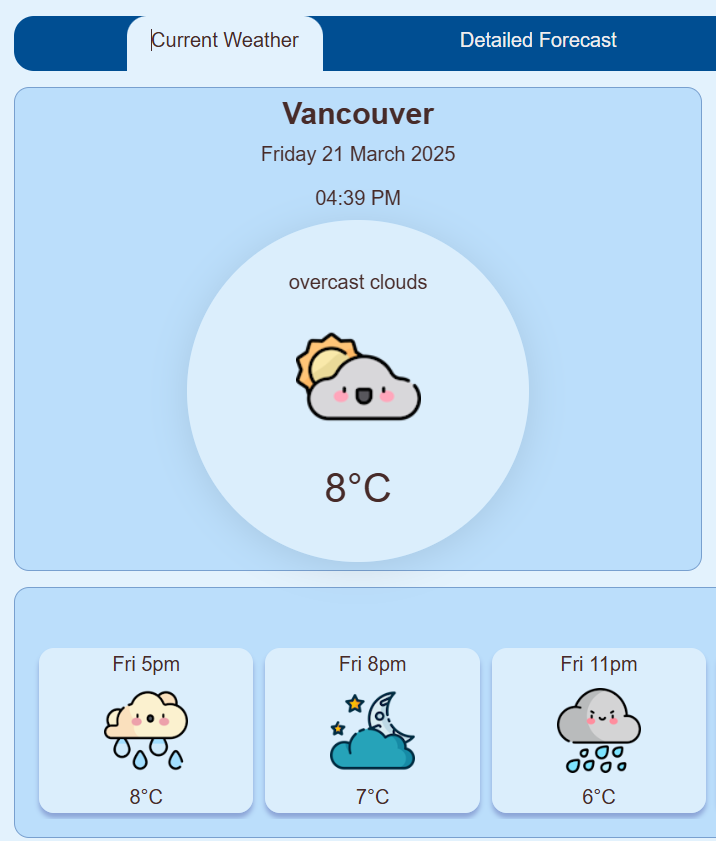 Current Weather
Detailed Forecast
Vancouver
Friday 21 March 2025
04:39 PM
overcast clouds
8°C
Fri 5pm
Fri 8pm
Fri 11pm
8°C
7°C
6°C